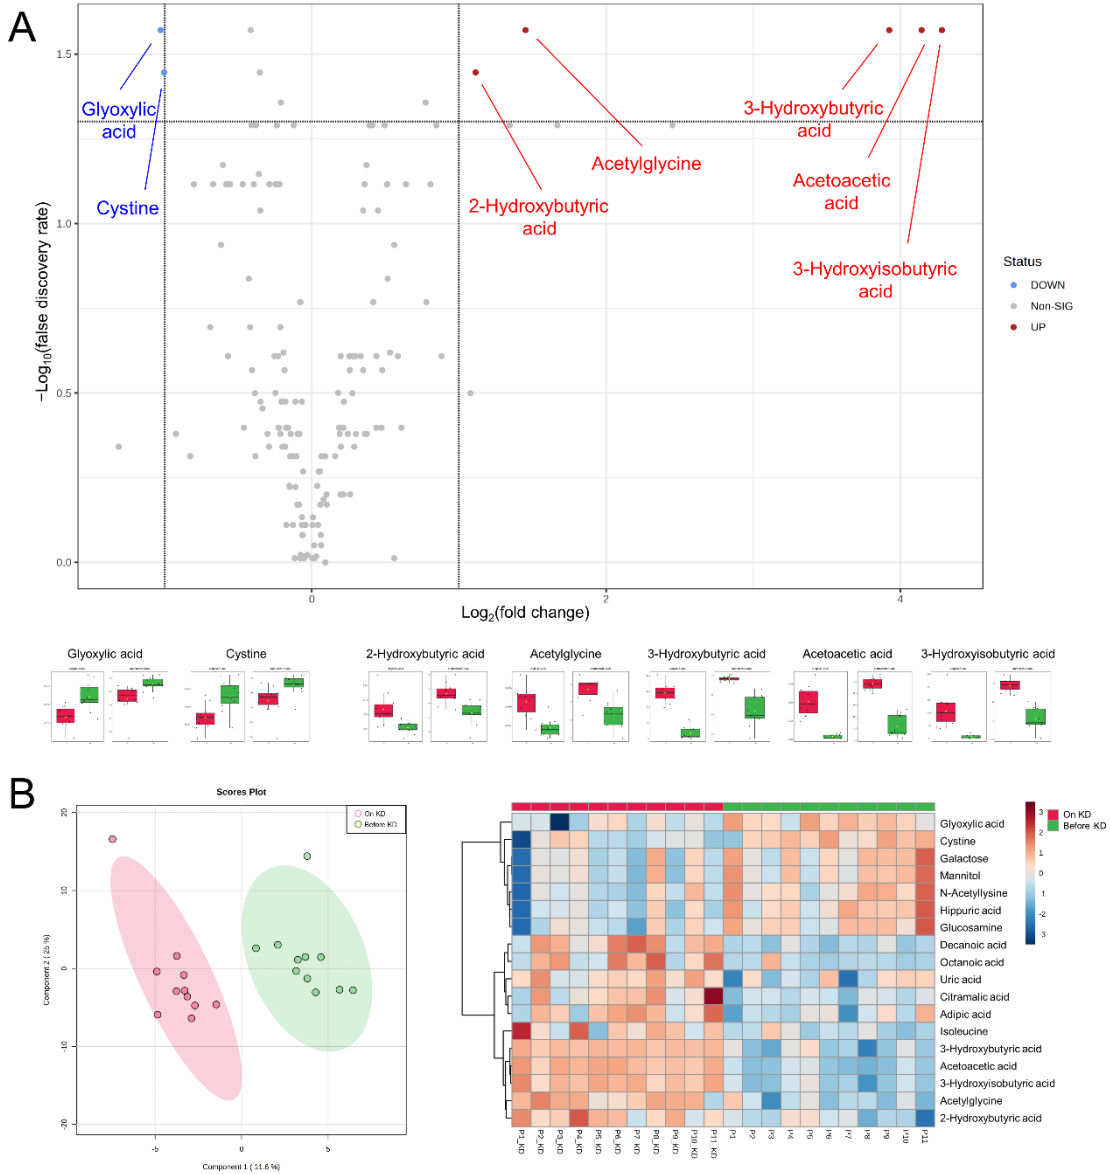 A
1.5
1.0
0.5
0.0
−Log10(false discovery rate)
Glyoxylic
acid
Cystine
Acetylglycine
2-Hydroxybutyric
acid
3-Hydroxybutyric
acid
Acetoacetic
acid
3-Hydroxyisobutyric
acid
0
2
4
Log2(fold change)
Status
DOWN
Non-SIG
UP
Glyoxylic acid
Cystine
2-Hydroxybutyric acid
Acetylglycine
3-Hydroxybutyric acid
Acetoacetic acid
3-Hydroxyisobutyric acid
B
Scores Plot
On KD
Before KD
20
10
0
-10
-20
Component 2 ( 25 %)
-5
0
5
Component 1 ( 11.6 %)
Glyoxylic acid
Cystine
Galactose
Mannitol
N-Acetyllysine
Hippuric acid
Glucosamine
Decanoic acid
Octanoic acid
Uric acid
Citramalic acid
Adipic acid
Isoleucine
3-Hydroxybutyric acid
Acetoacetic acid
3-Hydroxyisobutyric acid
Acetylglycine
2-Hydroxybutyric acid
P1_KD
P2_KD
P3_KD
P4_KD
P5_KD
P6_KD
P7_KD
P8_KD
P9_KD
P10_KD
P11_KD
P1
P2
P3
P4
P5
P6
P7
P8
P9
P10
P11
3
2
1
0
-1
-2
-3
On KD
Before KD